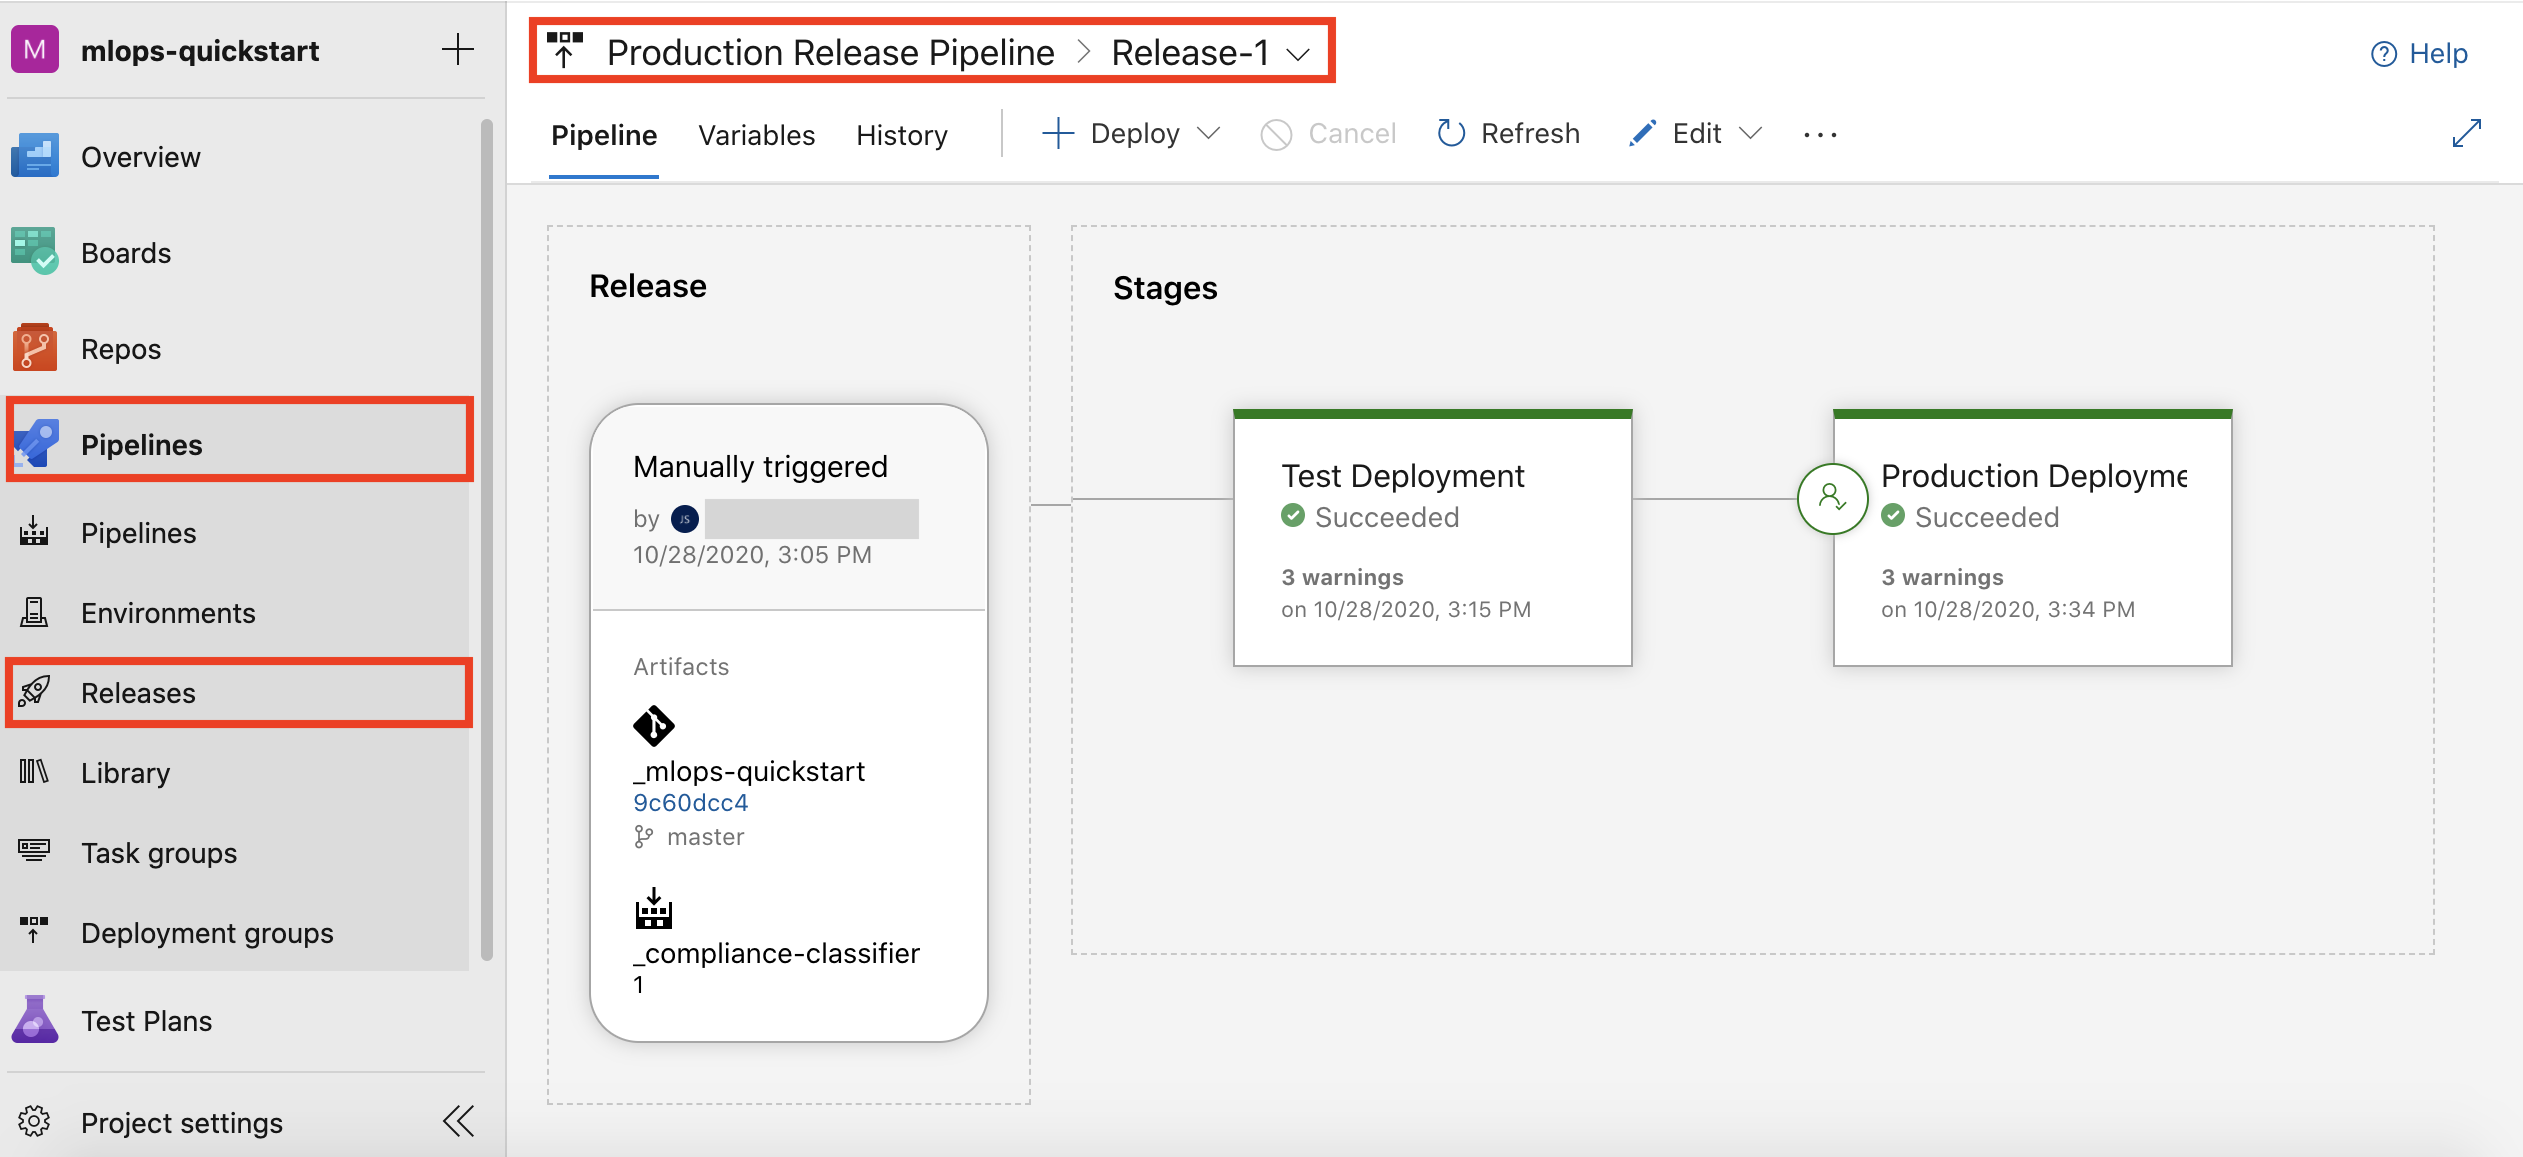 M mlops-quickstart
Overview
Boards
Repos
Pipelines
Pipelines
Environments
Releases
Library
Task groups
Deployment groups
Test Plans
Project settings
Production Release Pipeline > Release-1
Help
Pipeline Variables History Deploy Cancel Refresh Edit ...
Release
Manually triggered
by JS
10/28/2020, 3:05 PM
Artifacts
_mlops-quickstart
9c60dcc4
master
_compliance-classifier
1
Stages
Test Deployment
Succeeded
3 warnings
on 10/28/2020, 3:15 PM
Production Deployme
Succeeded
3 warnings
on 10/28/2020, 3:34 PM